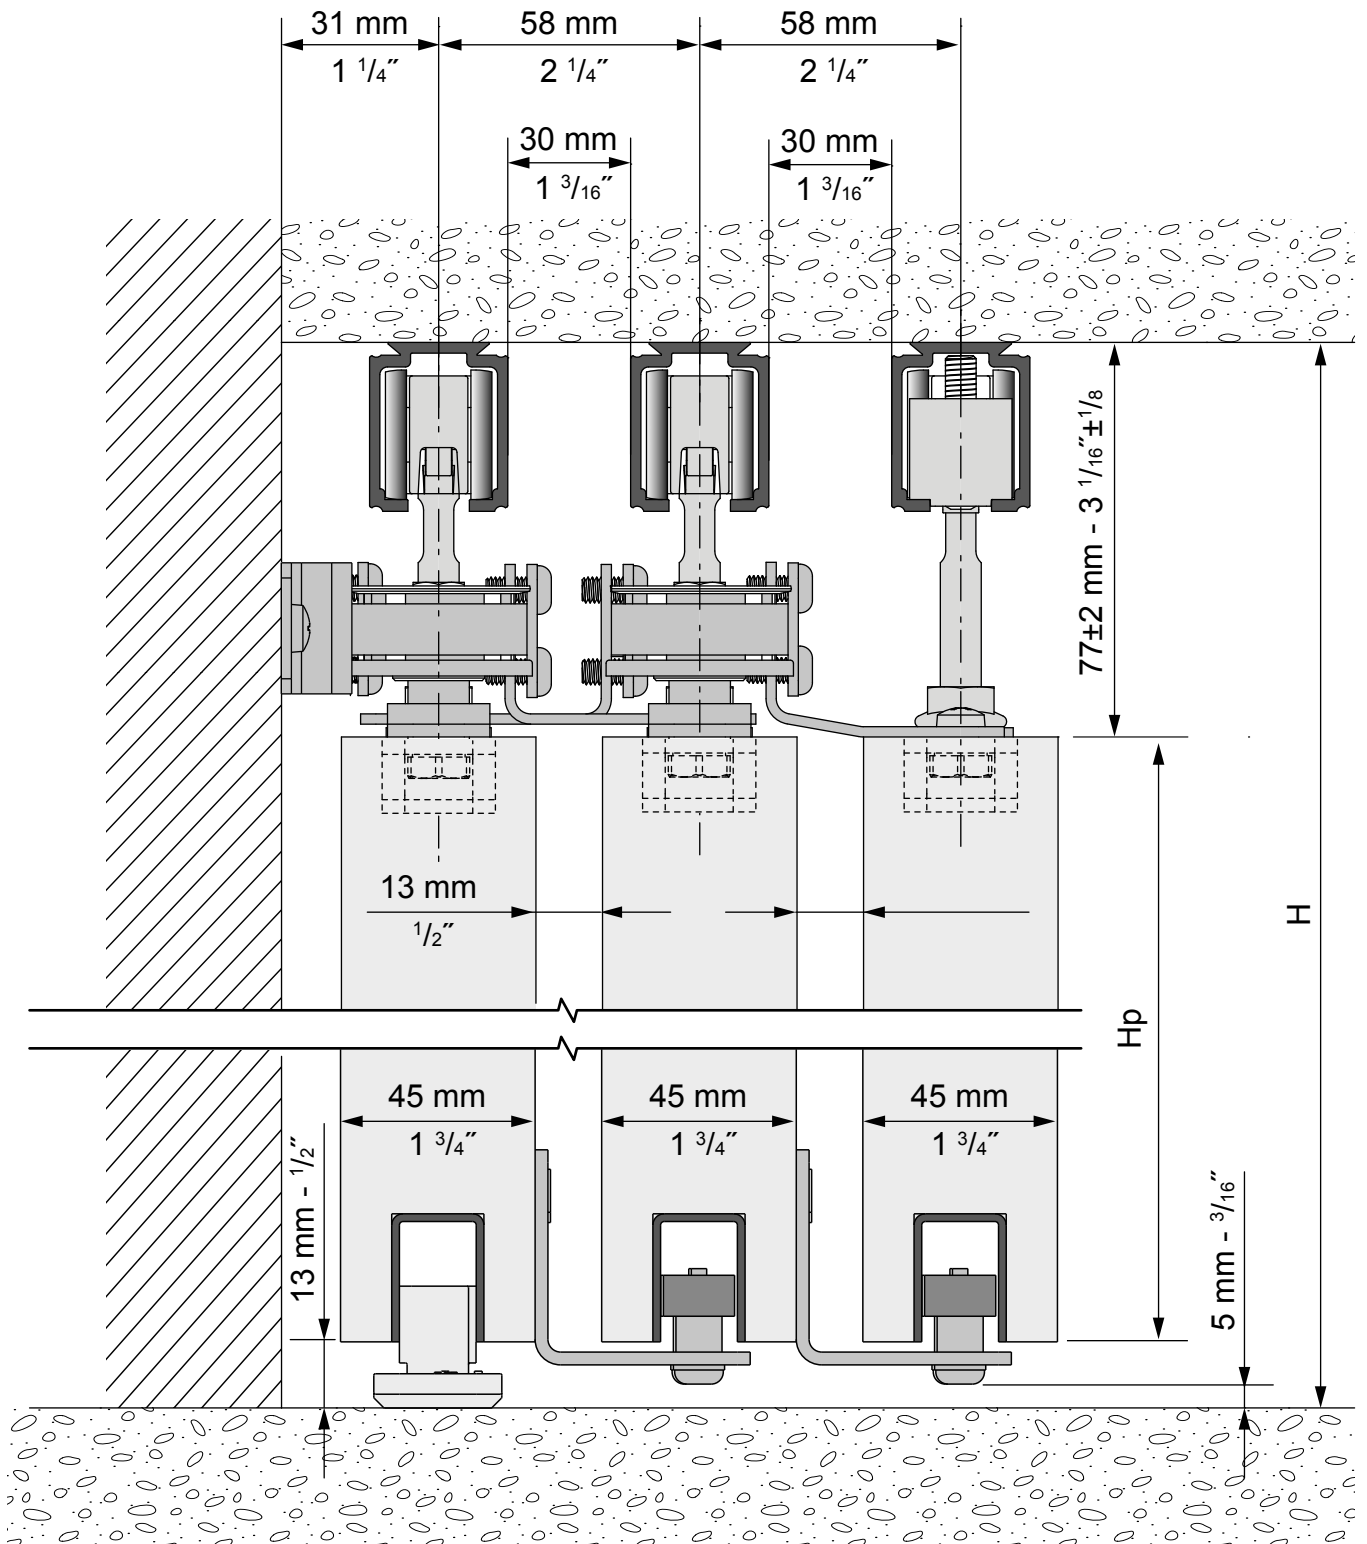 31 mm
1 1/4″
58 mm
2 1/4″
58 mm
2 1/4″
30 mm
1 3/16″
30 mm
1 3/16″
77±2 mm - 3 1/16″±1/8
13 mm
1/2″
H
Hp
45 mm
1 3/4″
45 mm
1 3/4″
45 mm
1 3/4″
13 mm - 1/2″
5 mm - 3/16″